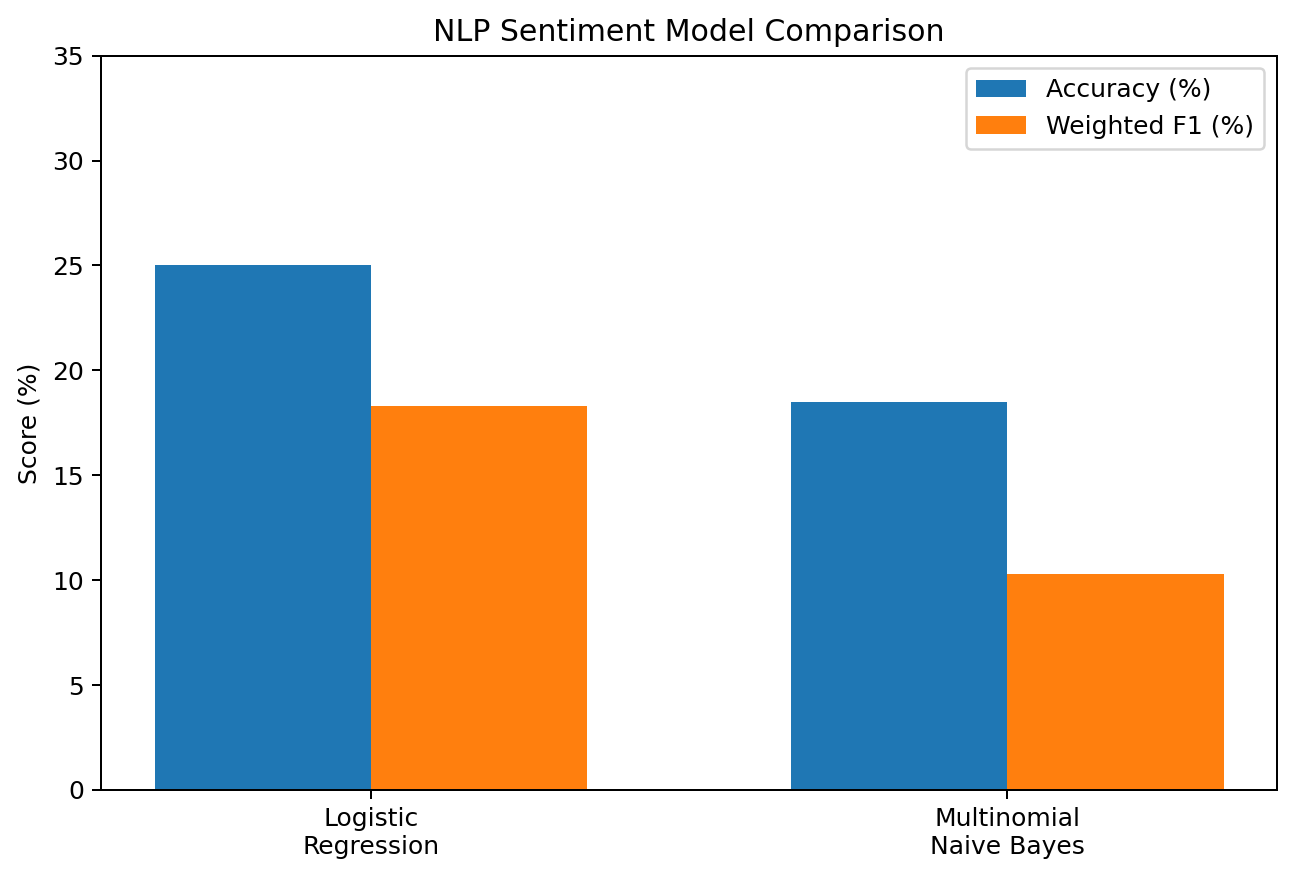 NLP Sentiment Model Comparison
35
30
25
20
15
10
5
0
Score (%)
Accuracy (%)
Weighted F1 (%)
Logistic
Regression
Multinomial
Naive Bayes